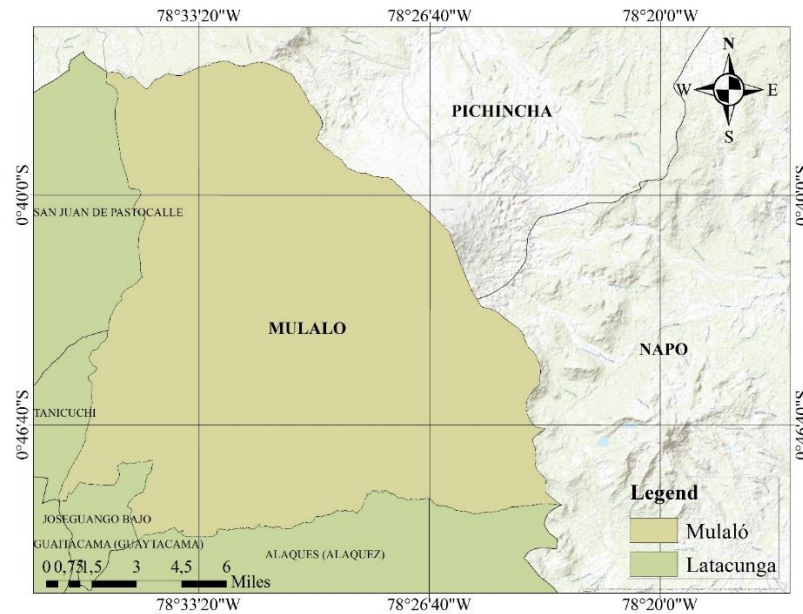 78°33'20"W 78°26'40"W 78°20'0"W
N
W E
S
PICHINCHA
0°40'0"S 0°40'0"S
SAN JUAN DE PASTOCALLE
MULALO
NAPO
TANICUCHI
0°46'40"S 0°46'40"S
Legend
Mulaló
Latacunga
JOSEGUANGO BAJO
GUAITACAMA (GUAYTACAMA)
ALAQUES (ALAQUEZ)
0 0,75 1,5 3 4,5 6
Miles
78°33'20"W 78°26'40"W 78°20'0"W